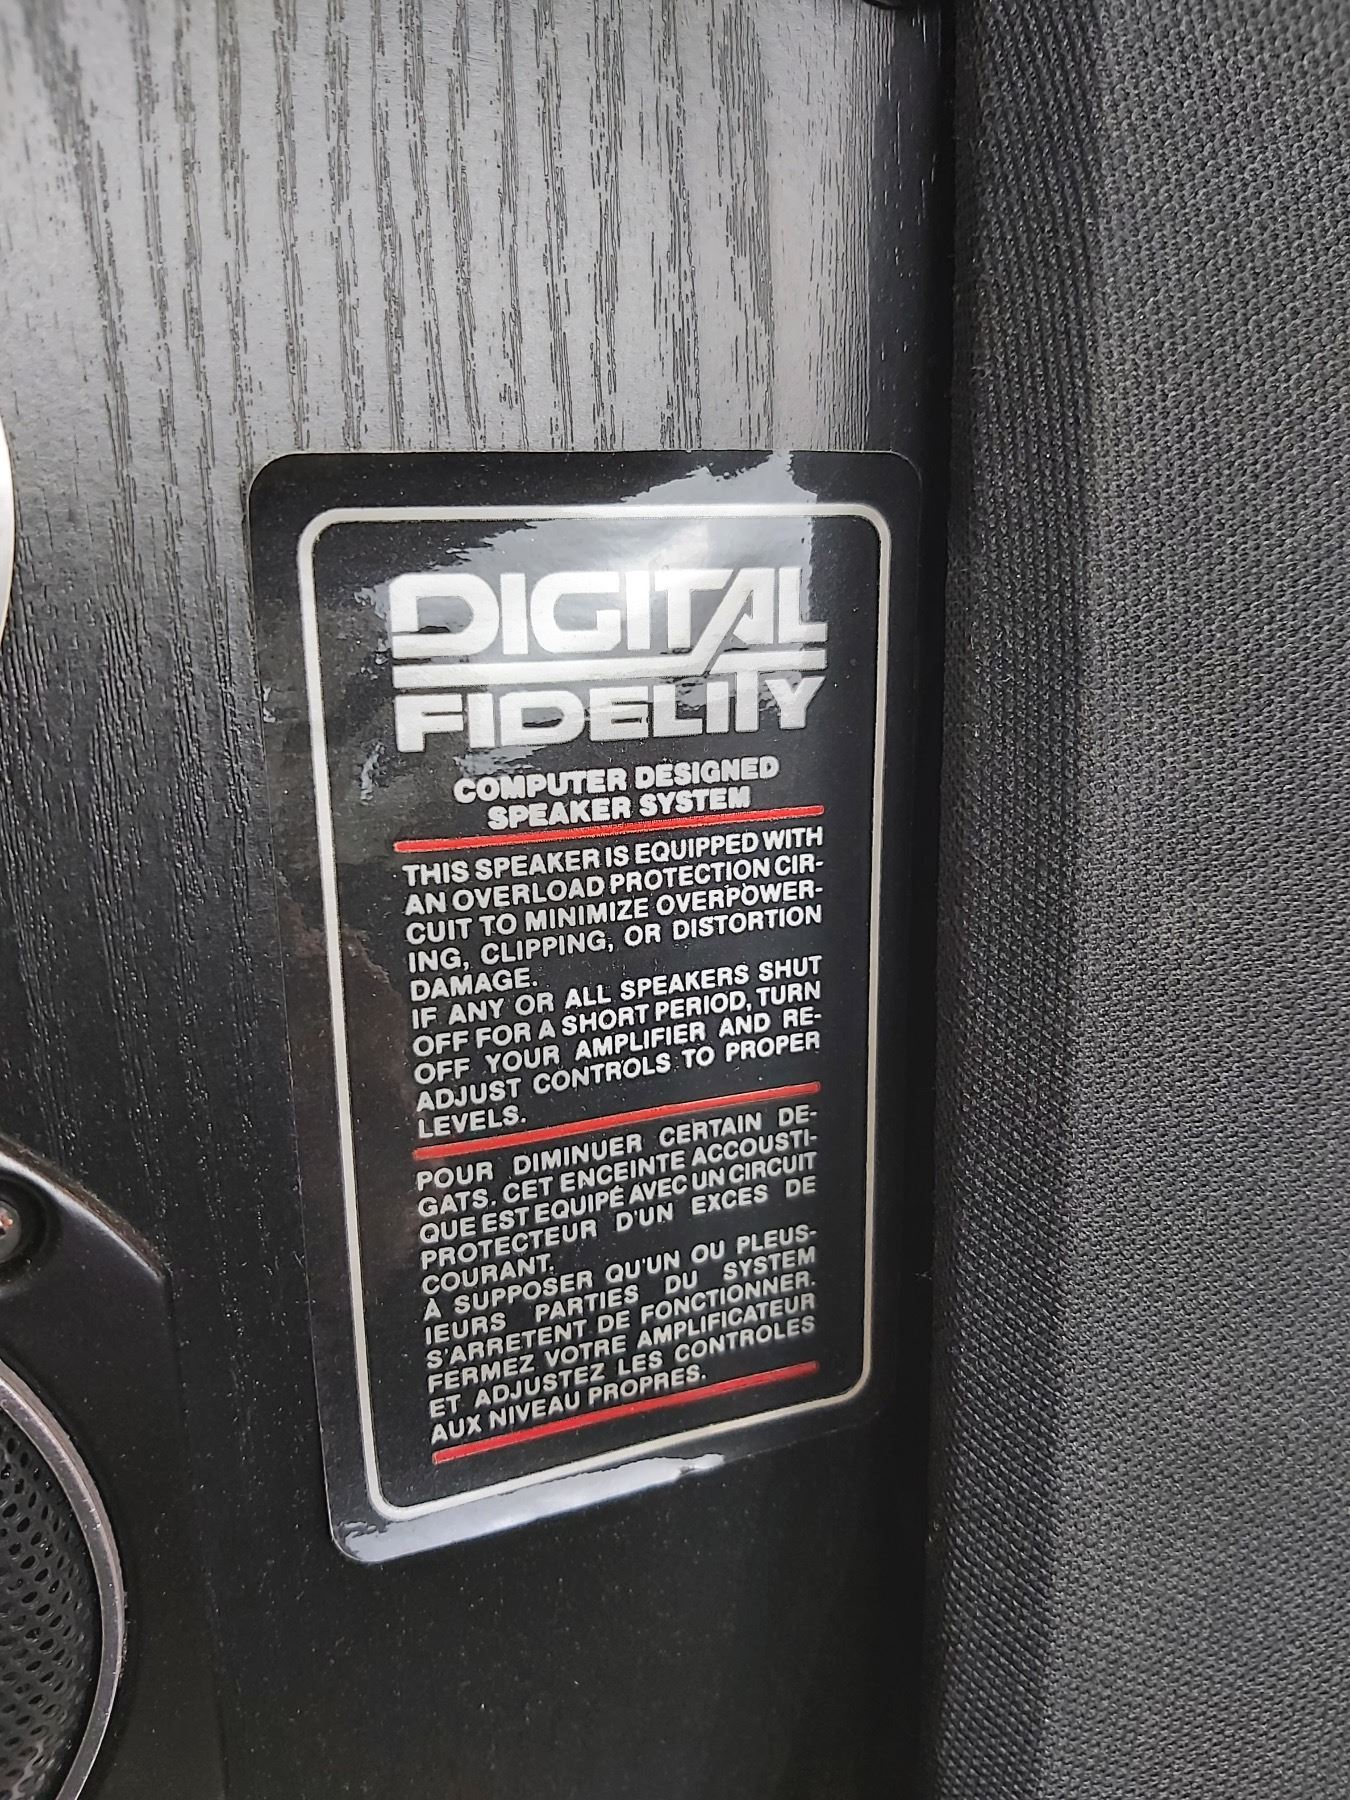 DIGITAL
FIDELITY
COMPUTER DESIGNED
SPEAKER SYSTEM
THIS SPEAKER IS EQUIPPED WITH
AN OVERLOAD PROTECTION CIR-
CUIT TO MINIMIZE OVERPOWER-
ING, CLIPPING, OR DISTORTION
DAMAGE.
IF ANY OR ALL SPEAKERS SHUT
OFF FOR A SHORT PERIOD, TURN
OFF YOUR AMPLIFIER AND RE-
ADJUST CONTROLS TO PROPER
LEVELS.
POUR DIMINUER CERTAIN DE-
GATS, CET ENCEINTE ACCOUSTI-
QUE EST EQUIPÉ AVEC UN CIRCUIT
PROTECTEUR D'UN EXCES DE
COURANT.
À SUPPOSER QU'UN OU PLEUS-
IEURS PARTIES DU SYSTEM
S'ARRETENT DE FONCTIONNER.
FERMEZ VOTRE AMPLIFICATEUR
ET ADJUSTEZ LES CONTROLES
AUX NIVEAU PROPRES.